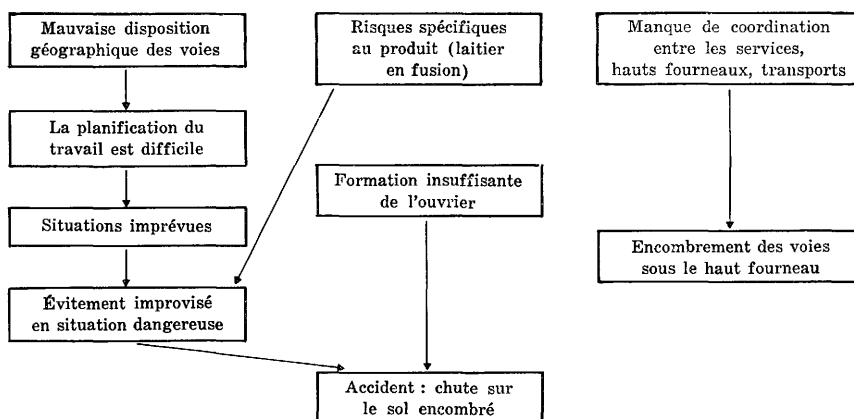 Mauvaise disposition
géographique des voies
Risques spécifiques
au produit (laitier
en fusion)
Manque de coordination
entre les services,
hauts fourneaux, transports
La planification du
travail est difficile
Formation insuffisante
de l'ouvrier
Situations imprévues
Encombrement des voies
sous le haut fourneau
Évitement improvisé
en situation dangereuse
Accident : chute sur
le sol encombré